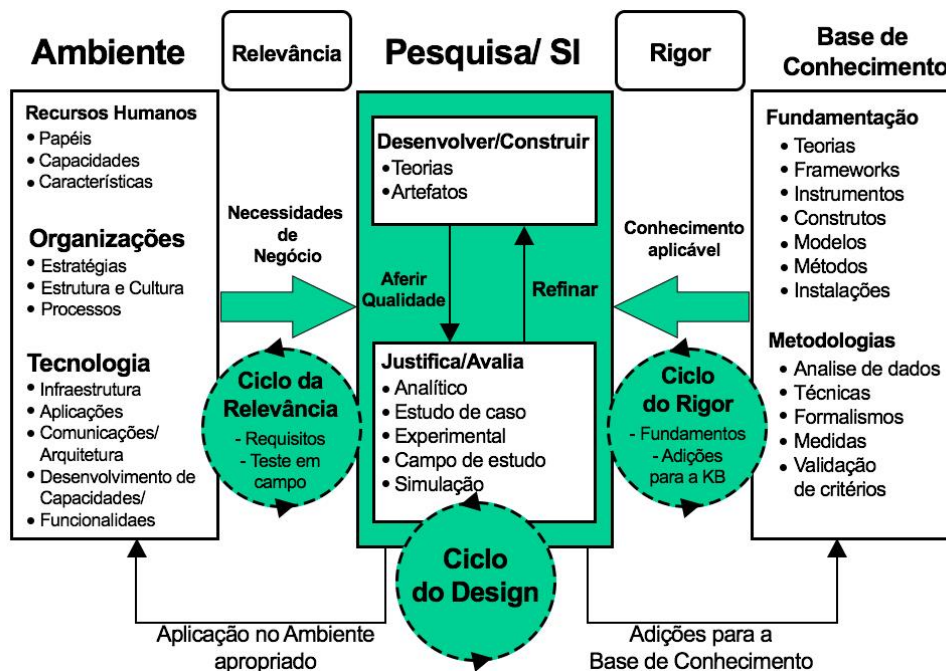 Ambiente
Relevância
Pesquisa/ SI
Rigor
Base de
Conhecimento
Recursos Humanos
• Papéis
• Capacidades
• Características
Organizações
• Estratégias
• Estrutura e Cultura
• Processos
Tecnologia
• Infraestrutura
• Aplicações
• Comunicações/
Arquitetura
• Desenvolvimento de
Capacidades/
• Funcionalidaes
Necessidades
de
Negócio
Ciclo da
Relevância
- Requisitos
- Teste em
campo
Desenvolver/Construir
• Teorias
• Artefatos
Aferir
Qualidade
Refinar
Justifica/Avalia
• Analítico
• Estudo de caso
• Experimental
• Campo de estudo
• Simulação
Ciclo
do Design
Conhecimento
aplicável
Ciclo
do Rigor
- Fundamentos
- Adições
para a KB
Fundamentação
• Teorias
• Frameworks
• Instrumentos
• Construtos
• Modelos
• Métodos
• Instalações
Metodologias
• Analise de dados
• Técnicas
• Formalismos
• Medidas
• Validação
de critérios
Aplicação no Ambiente
apropriado
Adições para a
Base de Conhecimento